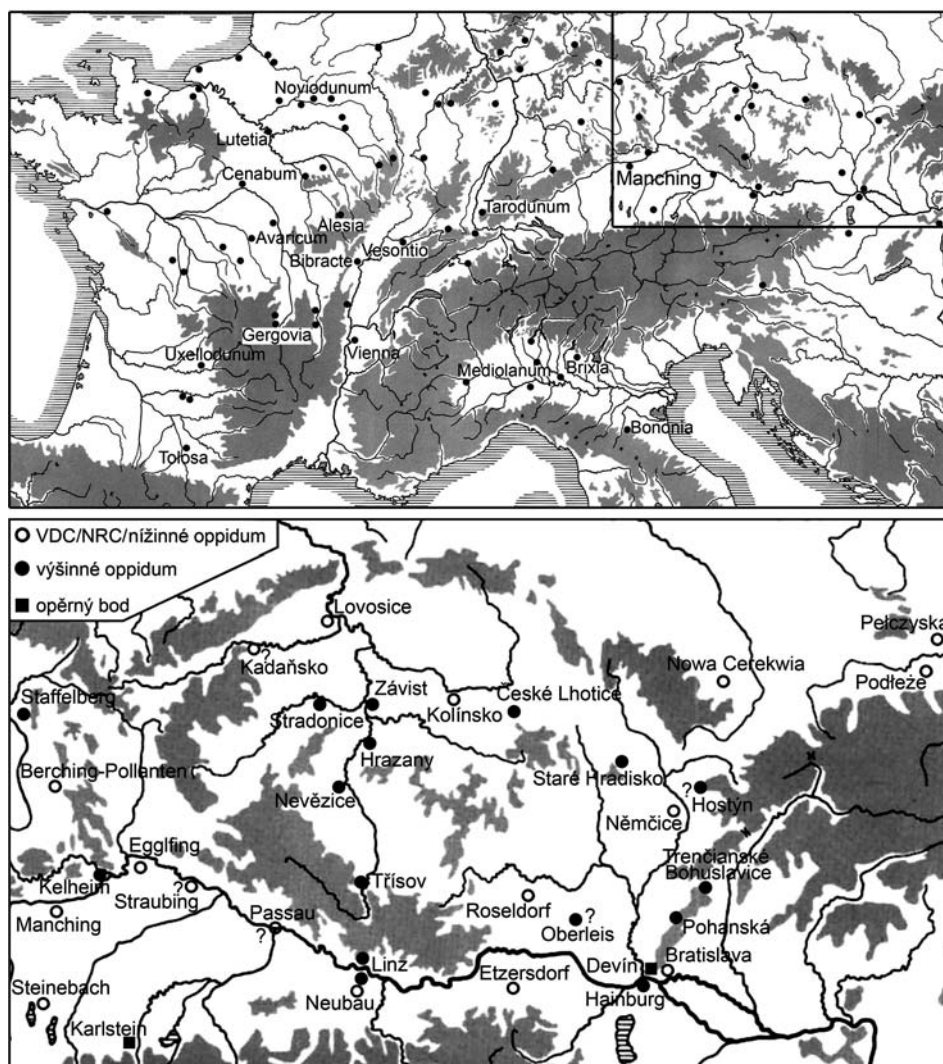 Noviodunum
Lutetia
Cenabum
Manching
Alesia
Tarodunum
Avaricum
Vesontio
Bibracte
Gergovia
Uxellodunum
Vienna
Mediolanum
Brixia
Bononia
Tolosa
VDC/NRC/nížinné oppidum
výšinné oppidum
opěrný bod
Lovosice
Pełczyska
?
Kadaňsko
Nowa Cerekwia
Podłeże
Staffelberg
Závist
České Lhotice
Stradonice
Kolínsko
Hrazany
Berching-Pollanten
Staré Hradisko
?
Hostýn
Nevězice
Němčice
Egglfing
Trenčianské
Bohuslavice
Kelheim
Třísov
?
Straubing
Roseldorf
Manching
Passau
?
Oberleis
?
Pohanská
Linz
Devín
Bratislava
Etzersdorf
Steinebach
Neubau
Hainburg
Karlstein